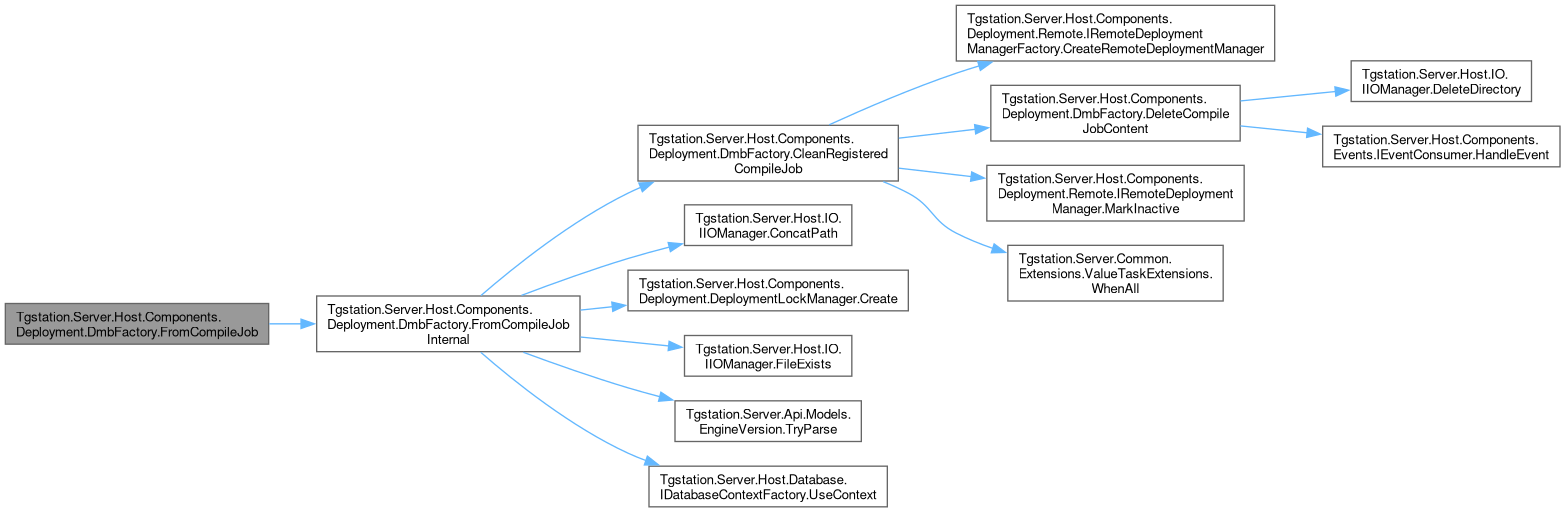 Tgstation.Server.Host.Components.
Deployment.DmbFactory.FromCompileJob
Tgstation.Server.Host.Components.
Deployment.DmbFactory.FromCompileJob
Internal
Tgstation.Server.Host.Components.
Deployment.DmbFactory.CleanRegistered
CompileJob
Tgstation.Server.Host.IO.
IIOManager.ConcatPath
Tgstation.Server.Host.Components.
Deployment.DeploymentLockManager.Create
Tgstation.Server.Host.IO.
IIOManager.FileExists
Tgstation.Server.Api.Models.
EngineVersion.TryParse
Tgstation.Server.Host.Database.
IDatabaseContextFactory.UseContext
Tgstation.Server.Host.Components.
Deployment.Remote.IRemoteDeployment
ManagerFactory.CreateRemoteDeploymentManager
Tgstation.Server.Host.Components.
Deployment.DmbFactory.DeleteCompile
JobContent
Tgstation.Server.Host.Components.
Deployment.Remote.IRemoteDeployment
Manager.MarkInactive
Tgstation.Server.Common.
Extensions.ValueTaskExtensions.
WhenAll
Tgstation.Server.Host.IO.
IIOManager.DeleteDirectory
Tgstation.Server.Host.Components.
Events.IEventConsumer.HandleEvent